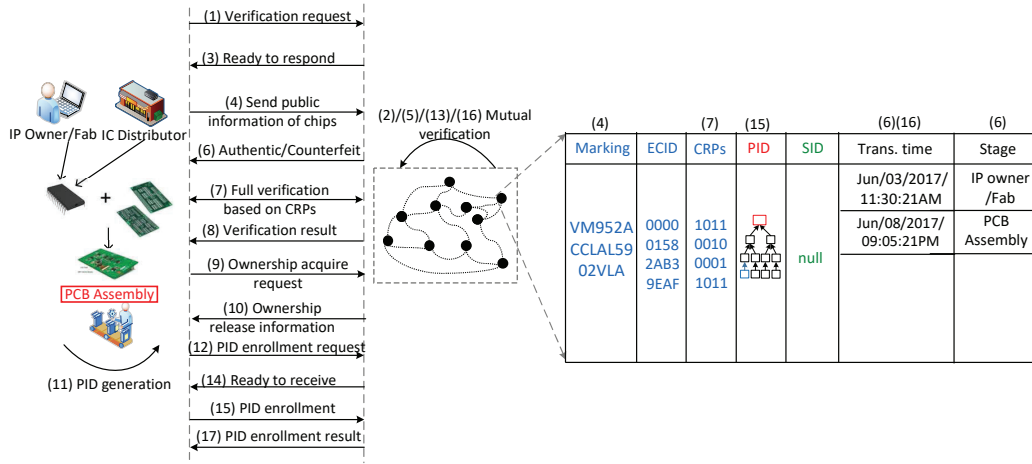 (1) Verification request
(3) Ready to respond
(4) Send public
information of chips
(6) Authentic/Counterfeit
(7) Full verification
based on CRPs
(8) Verification result
(9) Ownership acquire
request
(10) Ownership
release information
(12) PID enrollment request
(14) Ready to receive
(15) PID enrollment
(17) PID enrollment result
IP Owner/Fab IC Distributor
+
PCB Assembly
(11) PID generation
(2)/(5)/(13)/(16) Mutual
verification
(4) (7) (15) (6)(16) (6)
Marking ECID CRPs PID SID Trans. time Stage
Jun/03/2017/ IP owner
11:30:21AM /Fab
VM952A 0000 1011 Jun/08/2017/ PCB
CCLAL59 0158 0010 09:05:21PM Assembly
02VLA 2AB3 0001 null
9EAF 1011